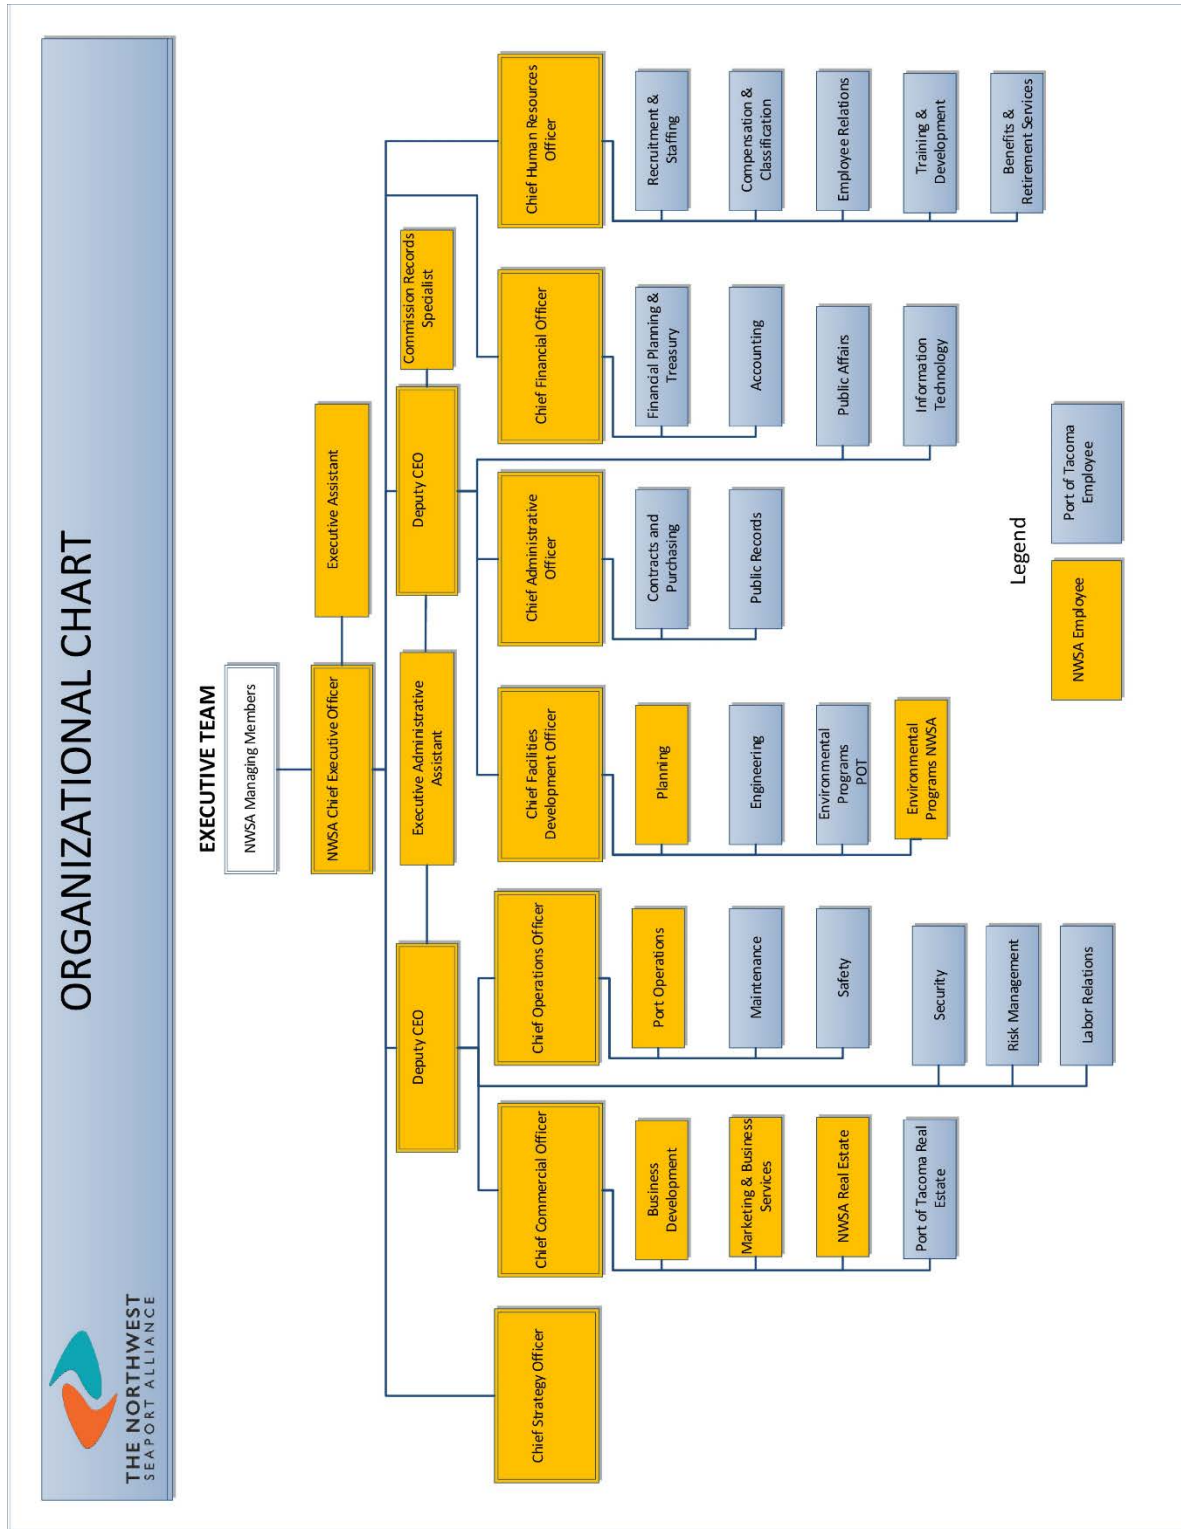 ORGANIZATIONAL CHART
THE NORTHWEST
SEAPORT ALLIANCE
EXECUTIVE TEAM
NWSA Managing Members
NWSA Chief Executive Officer
Executive Assistant
Deputy CEO
Executive Administrative
Assistant
Deputy CEO
Commission Records
Specialist
Chief Strategy Officer
Chief Commercial Officer
Business
Development
Marketing & Business
Services
NWSA Real Estate
Port of Tacoma Real
Estate
Chief Operations Officer
Port Operations
Maintenance
Safety
Security
Risk Management
Labor Relations
Chief Facilities
Development Officer
Planning
Engineering
Environmental
Programs
POT
Environmental
Programs NWSA
Chief Administrative
Officer
Contracts and
Purchasing
Public Records
Chief Financial Officer
Financial Planning &
Treasury
Accounting
Public Affairs
Information
Technology
Chief Human Resources
Officer
Recruitment &
Staffing
Compensation &
Classification
Employee Relations
Training &
Development
Benefits &
Retirement Services
Legend
NWSA Employee
Port of Tacoma
Employee